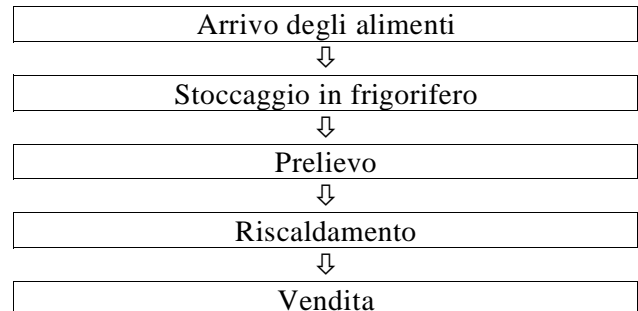 Arrivo degli alimenti
⇩
Stoccaggio in frigorifero
⇩
Prelievo
⇩
Riscaldamento
⇩
Vendita